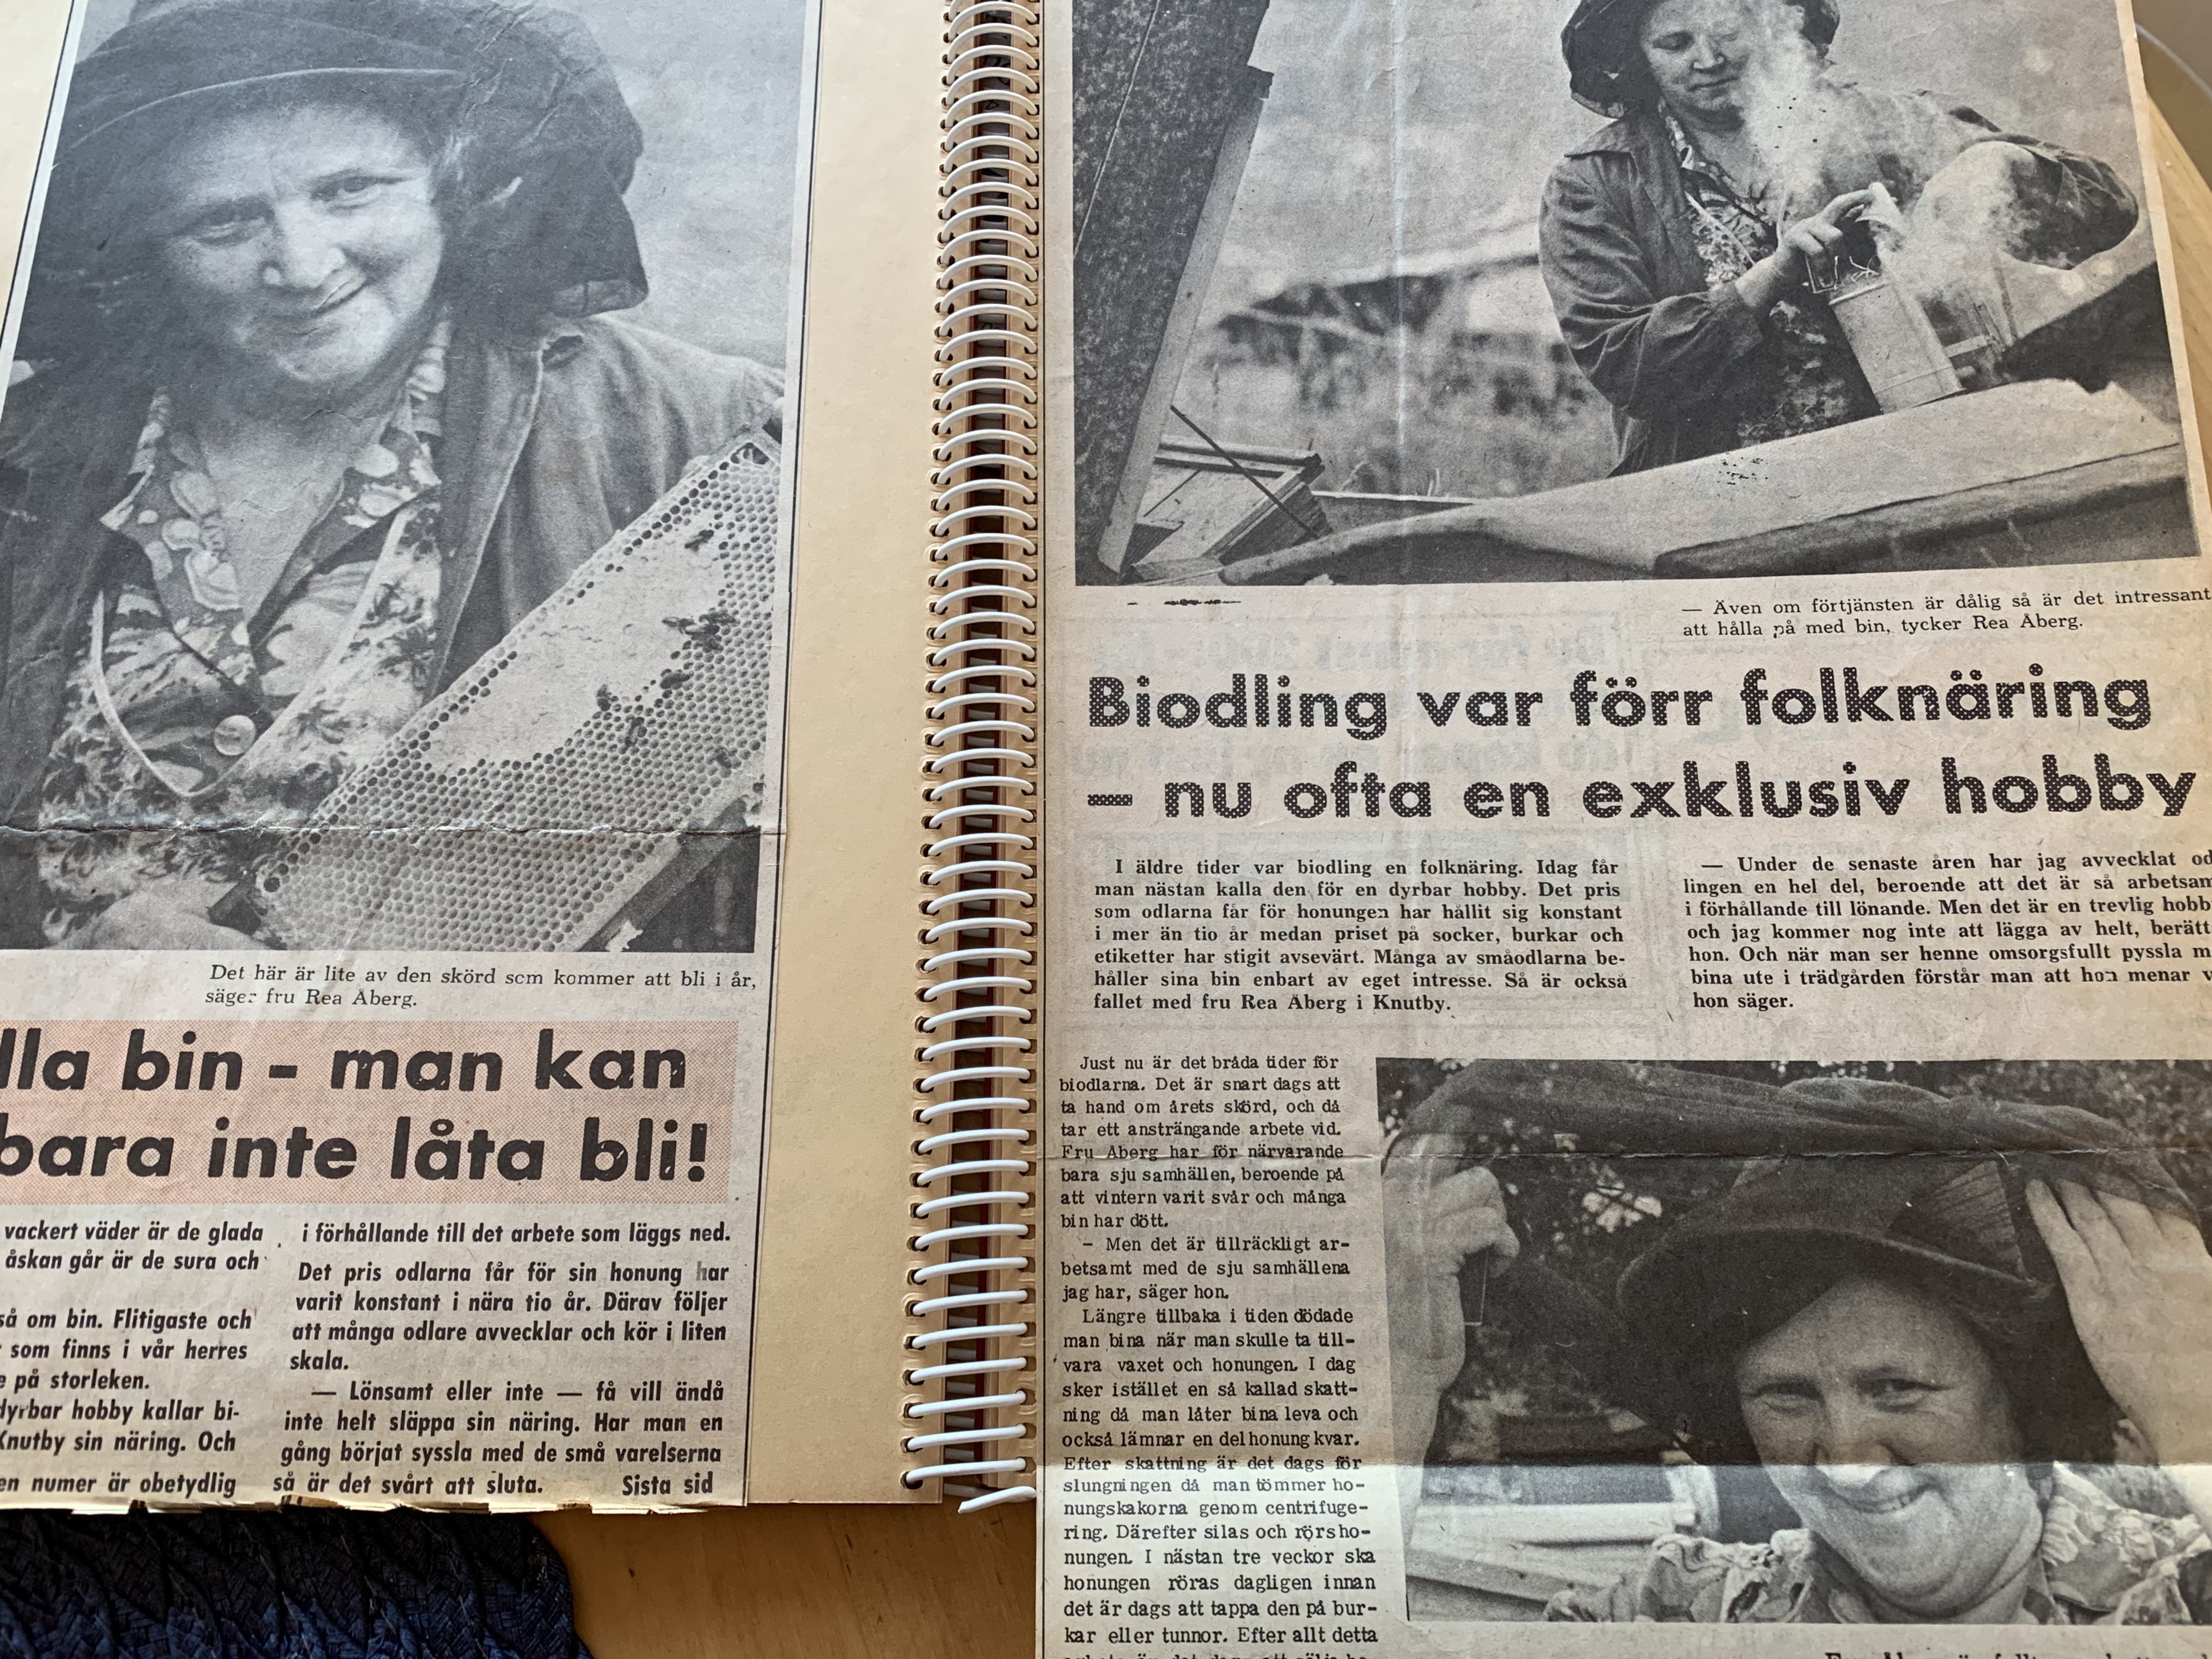 Det här är lite av den skörd som kommer att bli i år,
säger fru Rea Åberg.
lla bin - man kan
bara inte låta bli!
vackert väder är de glada
åskan går är de sura och
så om bin. Flitigaste och
som finns i vår herres
på storleken.
dyrbar hobby kallar bi-
Knutby sin näring. Och
en numer är obetydlig
i förhållande till det arbete som läggs ned.
Det pris odlarna får för sin honung har
varit konstant i nära tio år. Därav följer
att många odlare avvecklar och kör i liten
skala.
— Lönsamt eller inte — få vill ändå
inte helt släppa sin näring. Har man en
gång börjat syssla med de små varelserna
så är det svårt att sluta. Sista sid
— Även om förtjänsten är dålig så är det intressant
att hålla på med bin, tycker Rea Åberg.
Biodling var förr folknäring
– nu ofta en exklusiv hobby
I äldre tider var biodling en folknäring. Idag får
man nästan kalla den för en dyrbar hobby. Det pris
som odlarna får för honungen har hållit sig konstant
i mer än tio år medan priset på socker, burkar och
etiketter har stigit avsevärt. Många av småodlarna be-
håller sina bin enbart av eget intresse. Så är också
fallet med fru Rea Åberg i Knutby.
— Under de senaste åren har jag avvecklat od
lingen en hel del, beroende att det är så arbetsam
i förhållande till lönande. Men det är en trevlig hobb
och jag kommer nog inte att lägga av helt, berätt
hon. Och när man ser henne omsorgsfullt pyssla m
bina ute i trädgården förstår man att hon menar v
hon säger.
Just nu är det bråda tider för
biodlarna. Det är snart dags att
ta hand om årets skörd, och då
tar ett ansträngande arbete vid.
Fru Åberg har för närvarande
bara sju samhällen, beroende på
att vintern varit svår och många
bin har dött.
– Men det är tillräckligt ar-
betsamt med de sju samhällena
jag har, säger hon.
Längre tillbaka i tiden dödade
man bina när man skulle ta till-
vara vaxet och honungen. I dag
sker istället en så kallad skatt-
ning då man låter bina leva och
också lämnar en del honung kvar.
Efter skattning är det dags för
slungningen då man tömmer ho-
nungskakorna genom centrifuge-
ring. Därefter silas och rörs ho-
nungen. I nästan tre veckor ska
honungen röras dagligen innan
det är dags att tappa den på bur-
kar eller tunnor. Efter allt detta